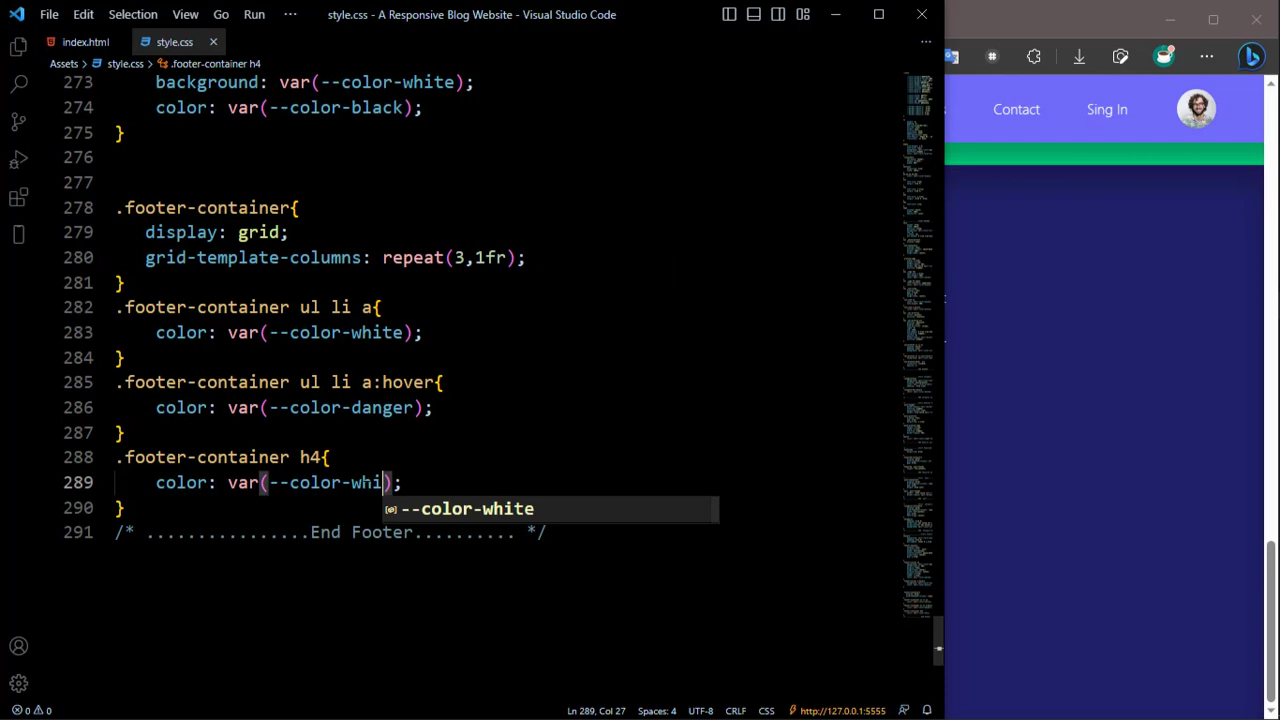 File Edit Selection View Go Run ··· style.css - A Responsive Blog Website - Visual Studio Code
index.html style.css
Assets > style.css > .footer-container h4
273 background: var(--color-white);
274 color: var(--color-black);
275 }
276
277
278 .footer-container{
279 display: grid;
280 grid-template-columns: repeat(3,1fr);
281 }
282 .footer-container ul li a{
283 color: var(--color-white);
284 }
285 .footer-container ul li a:hover{
286 color: var(--color-danger);
287 }
288 .footer-container h4{
289 color: var(--color-whi);
--color-white
290 }
291 /* ................End Footer.......... */
Contact Sing In
0 0 Ln 289, Col 27 Spaces: 4 UTF-8 CRLF CSS http://127.0.0.1:5555